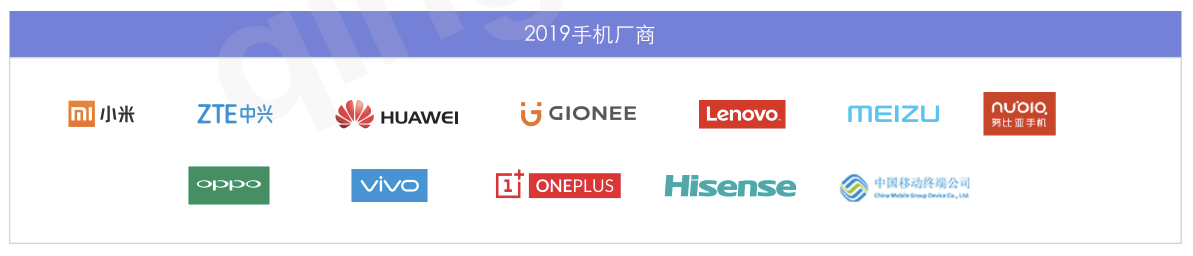 2019手机厂商
小米
ZTE中兴
HUAWEI
GIONEE
Lenovo
MEIZU
nubia
努比亚手机
oppo
vivo
1+ ONEPLUS
Hisense
中国移动终端公司
China Mobile Group Device Co., Ltd